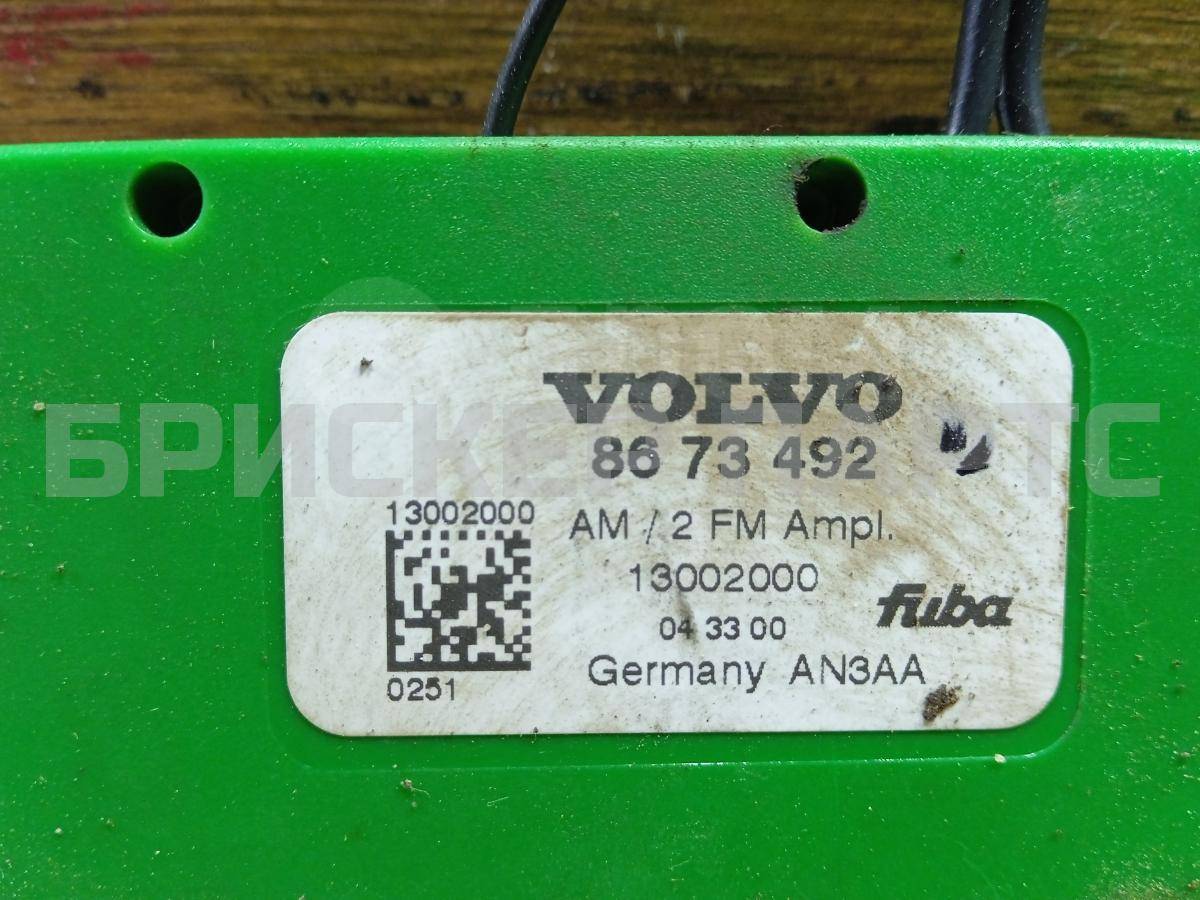 VOLVO
86 73 492
13002000
AM / 2 FM Ampl.
13002000
fuba
04 33 00
Germany AN3AA
0251